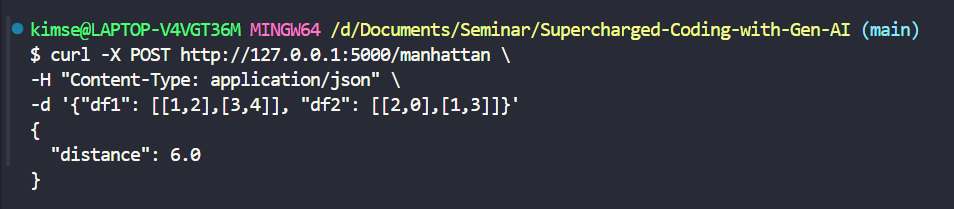 kimse@LAPTOP-V4VGT36M MINGW64 /d/Documents/Seminar/Supercharged-Coding-with-Gen-AI (main)
$ curl -X POST http://127.0.0.1:5000/manhattan \
-H "Content-Type: application/json" \
-d '{"df1": [[1,2],[3,4]], "df2": [[2,0],[1,3]]}'
{
  "distance": 6.0
}